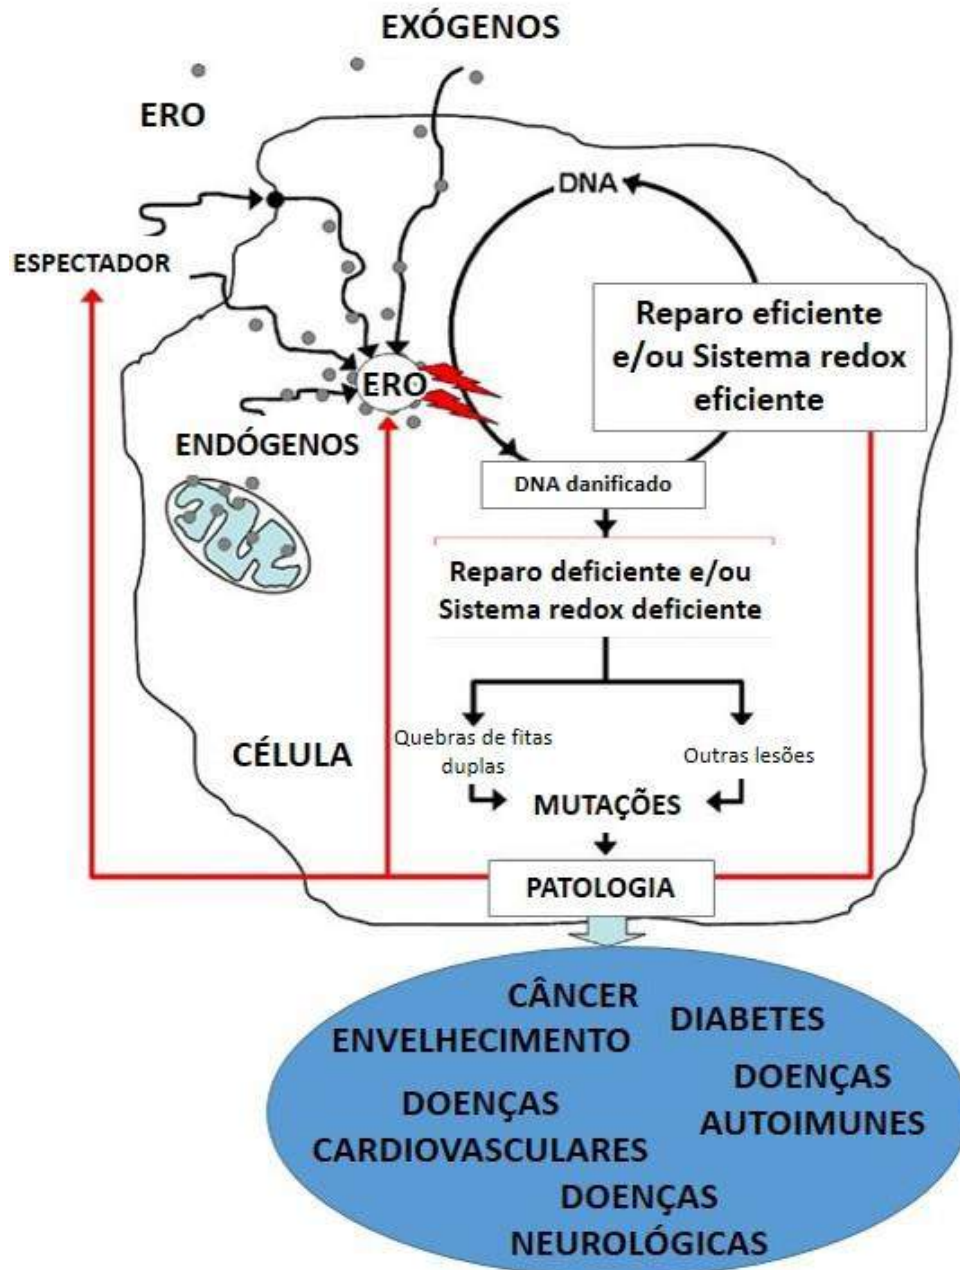 EXÓGENOS
ERO
DNA
ESPECTADOR
Reparo eficiente
e/ou Sistema redox
eficiente
ERO
ENDÓGENOS
DNA danificado
Reparo deficiente e/ou
Sistema redox deficiente
CÉLULA
Quebras de fitas
duplas
Outras lesões
MUTAÇÕES
PATOLOGIA
CÂNCER
DIABETES
ENVELHECIMENTO
DOENÇAS
AUTOIMUNES
DOENÇAS
CARDIOVASCULARES
DOENÇAS
NEUROLÓGICAS